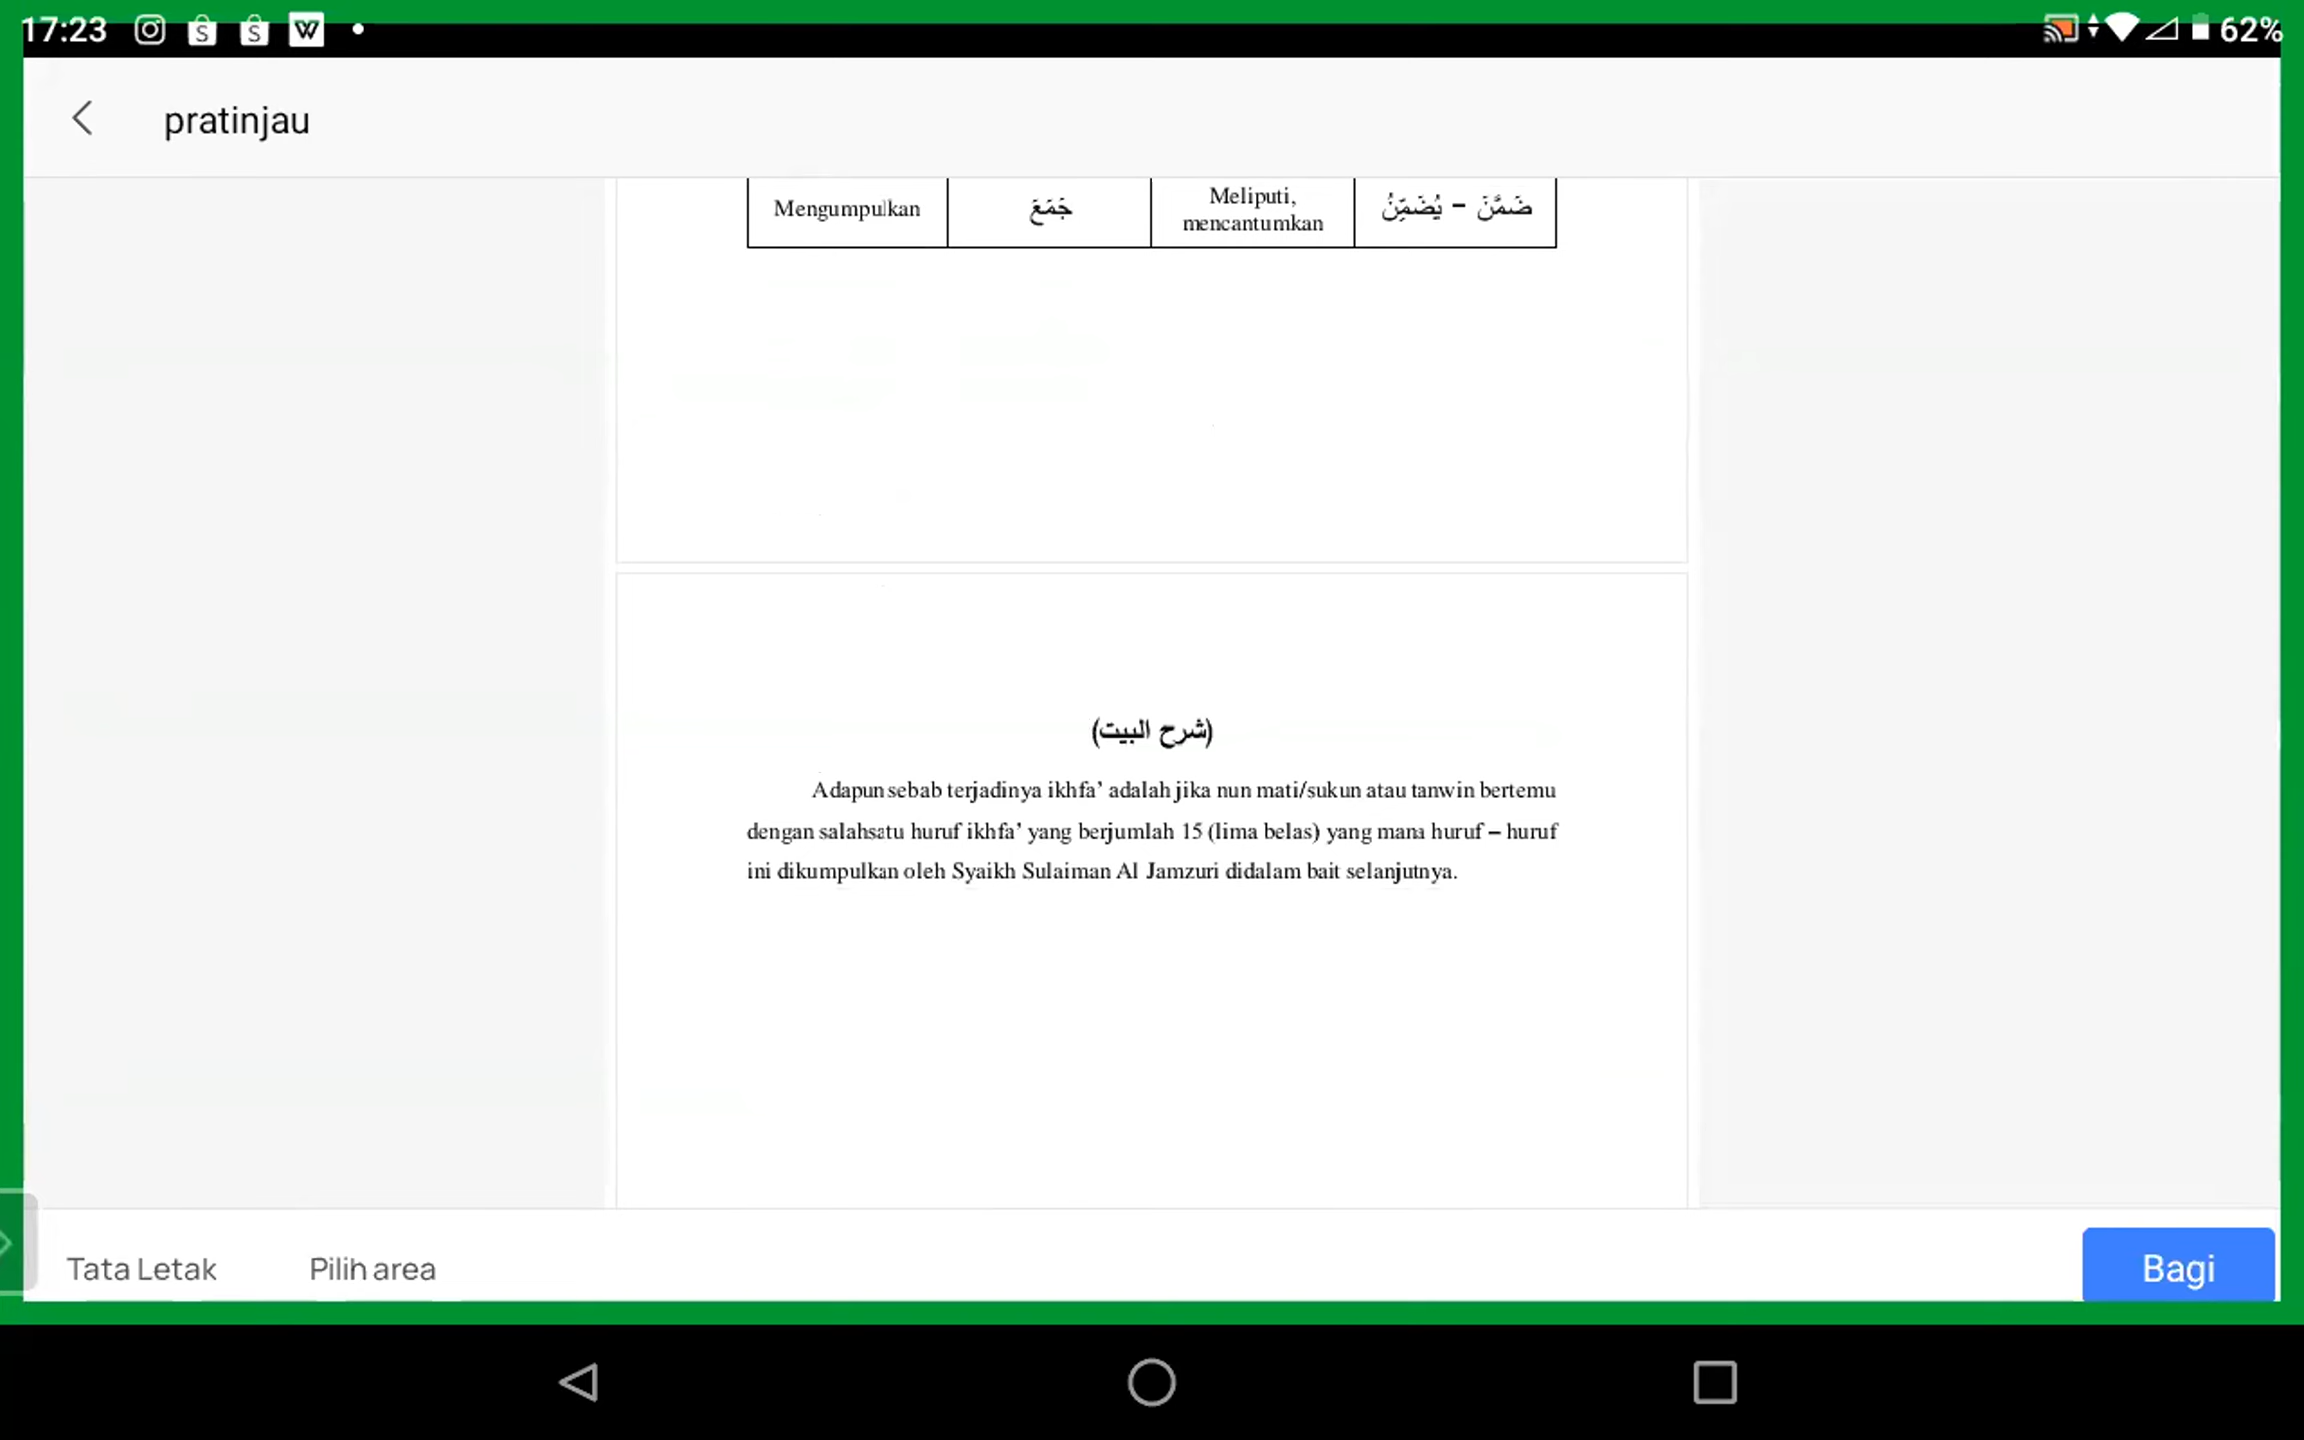 17:23
62%
pratinjau
Mengumpulkan
جَمَعَ
Meliputi,
mencantumkan
ضَمَّنَ – يُضَمِّنُ
(شرح البيت)
Adapun sebab terjadinya ikhfa’ adalah jika nun mati/sukun atau tanwin bertemu
dengan salahsatu huruf ikhfa’ yang berjumlah 15 (lima belas) yang mana huruf – huruf
ini dikumpulkan oleh Syaikh Sulaiman Al Jamzuri didalam bait selanjutnya.
Tata Letak
Pilih area
Bagi